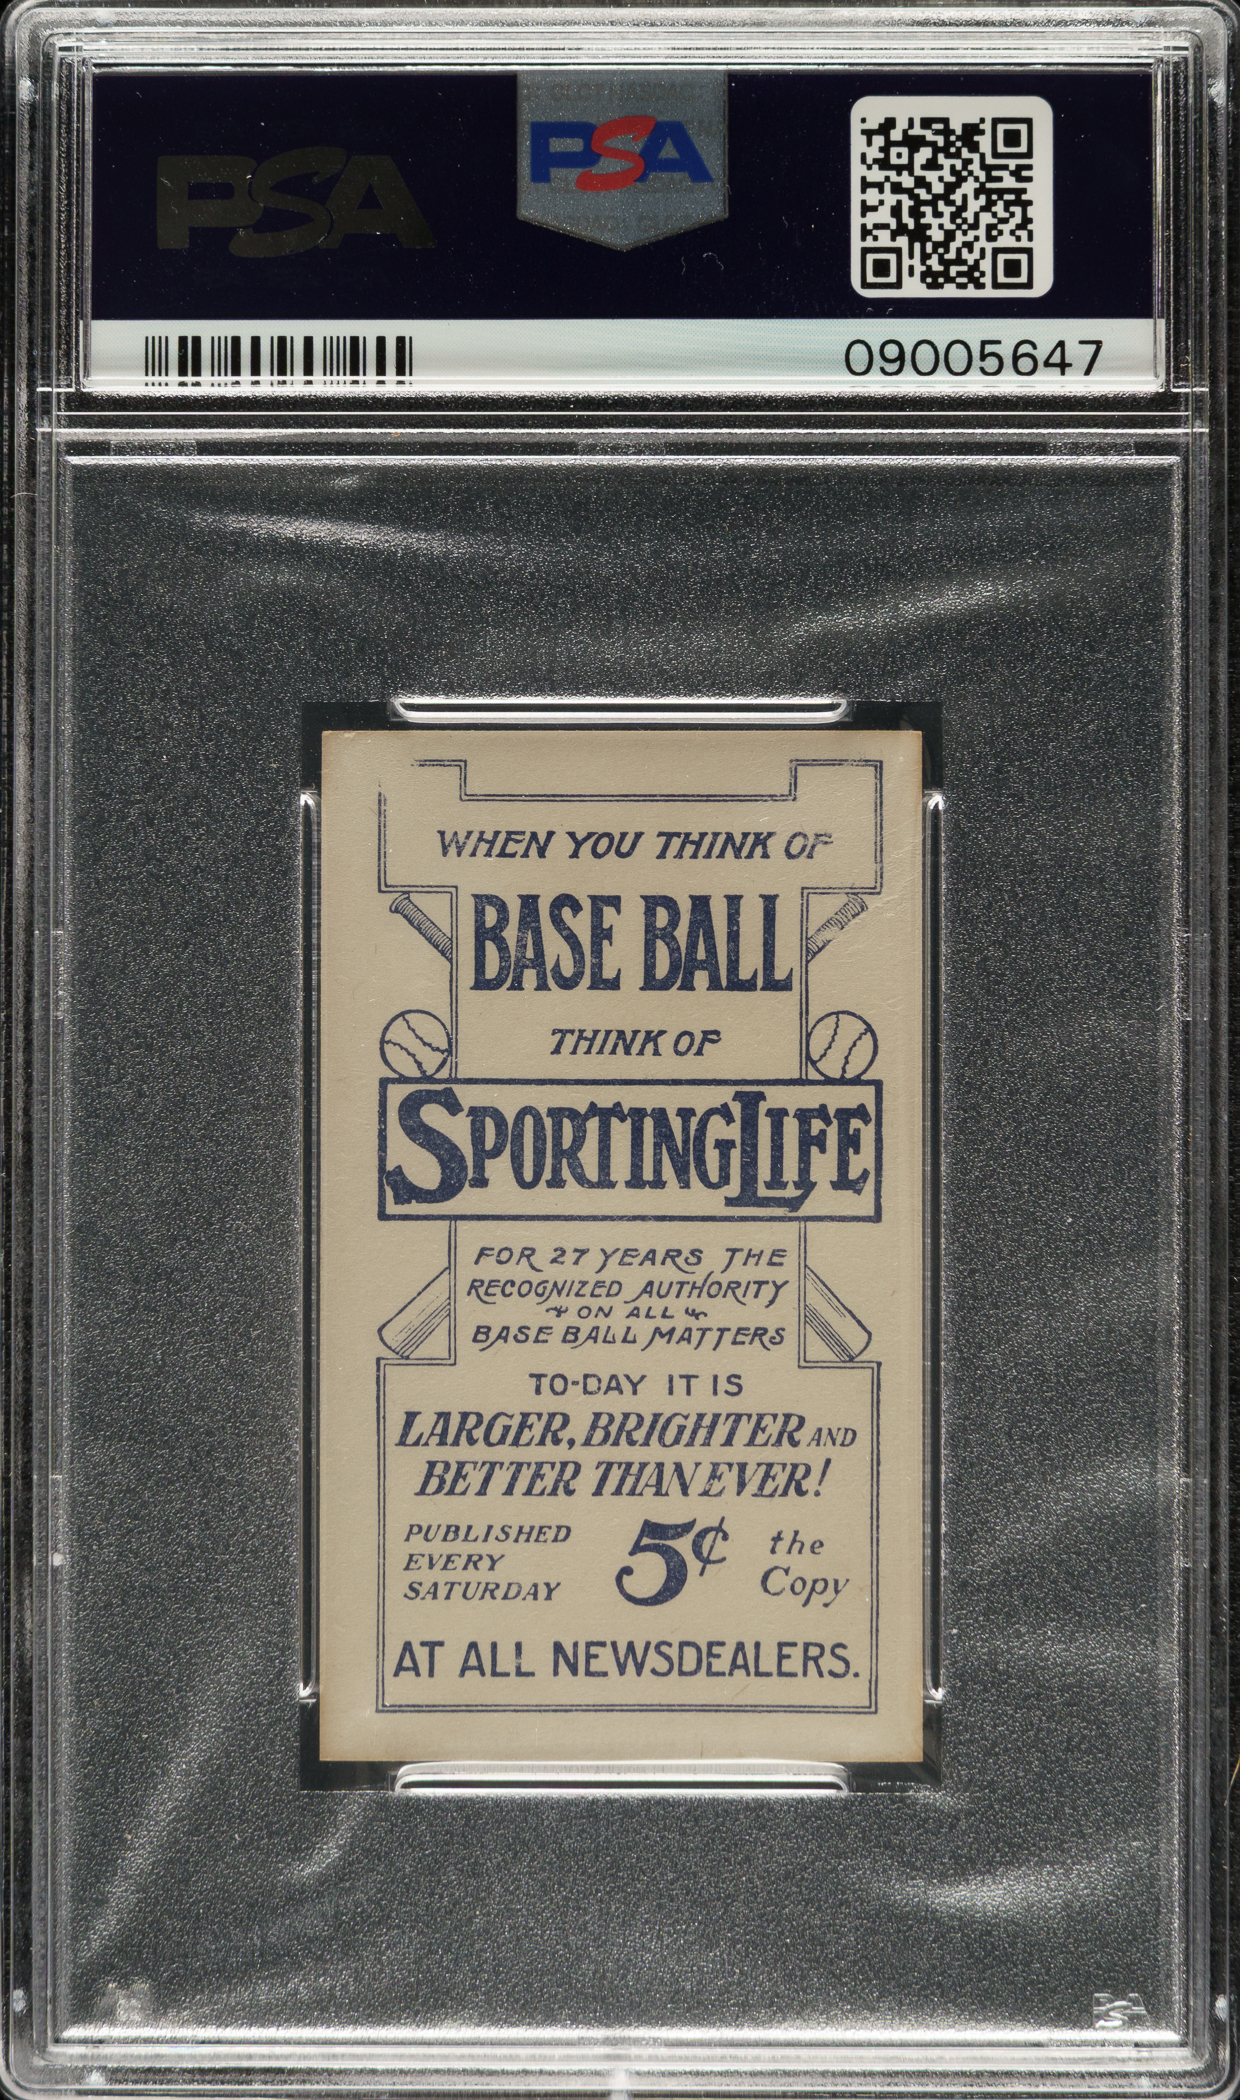 PSA
PSA
09005647
WHEN YOU THINK OF
BASE BALL
THINK OF
SPORTING LIFE
FOR 27 YEARS THE
RECOGNIZED AUTHORITY
ON ALL
BASE BALL MATTERS
TO-DAY IT IS
LARGER, BRIGHTER AND
BETTER THAN EVER!
PUBLISHED
EVERY
SATURDAY
5¢
the
Copy
AT ALL NEWSDEALERS.
PSA